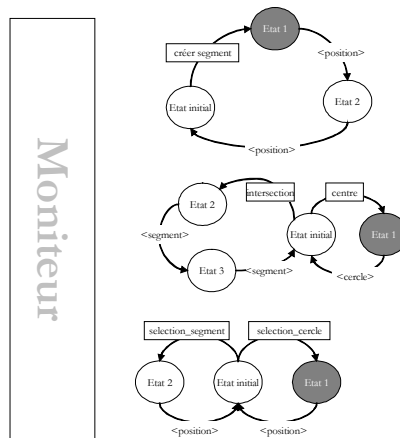 Moniteur
Etat 1
créer segment
<position>
Etat initial
Etat 2
<position>
intersection
centre
Etat 2
<segment>
Etat initial
Etat 1
Etat 3
<segment>
<cercle>
selection_segment
selection_cercle
Etat 2
Etat initial
Etat 1
<position>
<position>